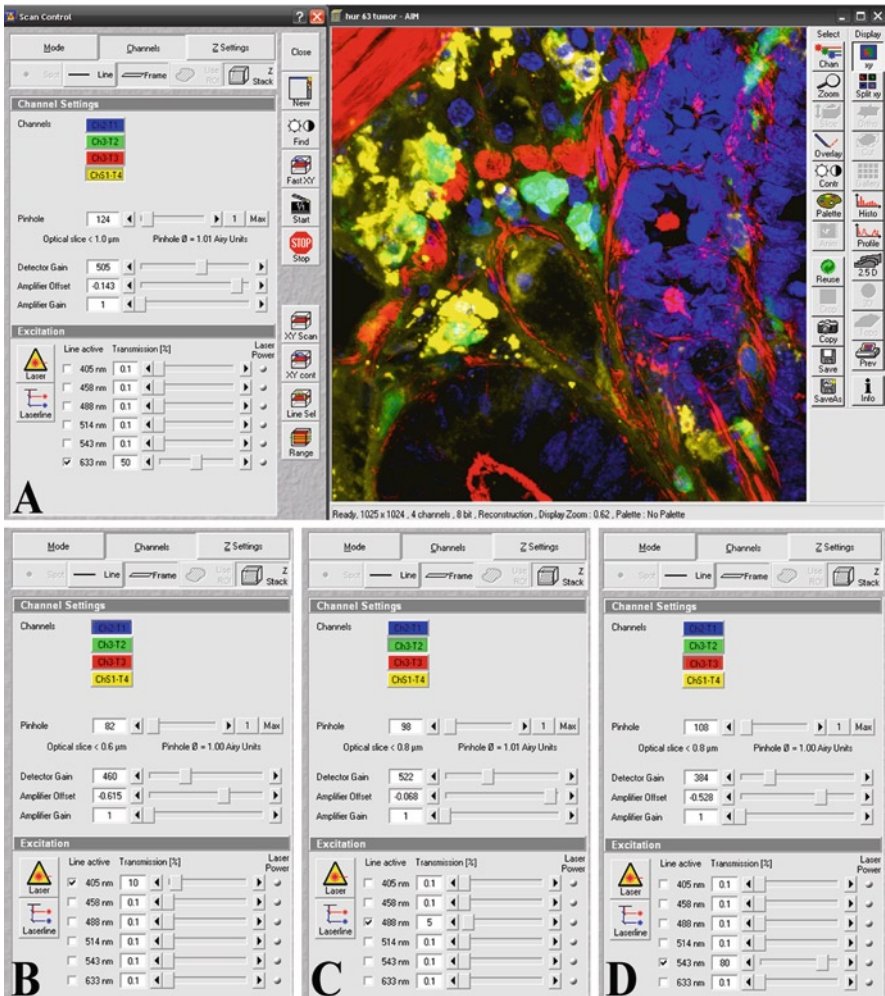 Scan Control
? X
Mode Channels Z Settings
Spot Line Frame Use ROI Z Stack
Channel Settings
Channels
Ch2-T1
Ch3-T2
Ch3-T3
ChS1-T4
Pinhole 124 1 Max
Optical slice < 1.0 µm Pinhole Ø = 1.01 Airy Units
Detector Gain 505
Amplifier Offset -0.143
Amplifier Gain 1
Excitation
Line active Transmission [%] Laser Power
Laser
Laserline
405 nm 0.1
458 nm 0.1
488 nm 0.1
514 nm 0.1
543 nm 0.1
633 nm 50
A
Close
New
Find
Fast XY
Start
STOP
Stop
XY Scan
XY cont
Line Sel
Range
hur 63 tumor - AIM
Select
Chan
Zoom
Slice
Overlay
Contr
Palette
Anim
Reuse
Crop
Copy
Save
SaveAs
Display
xy
Split xy
Ortho
Cut
Gallery
Histo
Profile
2.5 D
3D
Topo
Prev
Info
Ready, 1025 x 1024, 4 channels, 8 bit, Reconstruction, Display Zoom : 0.62, Palette : No Palette
Mode Channels Z Settings
Spot Line Frame Use ROI Z Stack
Channel Settings
Channels
Ch2-T1
Ch3-T2
Ch3-T3
ChS1-T4
Pinhole 82 1 Max
Optical slice < 0.6 µm Pinhole Ø = 1.00 Airy Units
Detector Gain 460
Amplifier Offset -0.615
Amplifier Gain 1
Excitation
Line active Transmission [%] Laser Power
Laser
Laserline
405 nm 10
458 nm 0.1
488 nm 0.1
514 nm 0.1
543 nm 0.1
633 nm 0.1
B
Mode Channels Z Settings
Spot Line Frame Use ROI Z Stack
Channel Settings
Channels
Ch2-T1
Ch3-T2
Ch3-T3
ChS1-T4
Pinhole 98 1 Max
Optical slice < 0.8 µm Pinhole Ø = 1.01 Airy Units
Detector Gain 522
Amplifier Offset -0.068
Amplifier Gain 1
Excitation
Line active Transmission [%] Laser Power
Laser
Laserline
405 nm 0.1
458 nm 0.1
488 nm 5
514 nm 0.1
543 nm 0.1
633 nm 0.1
C
Mode Channels Z Settings
Spot Line Frame Use ROI Z Stack
Channel Settings
Channels
Ch2-T1
Ch3-T2
Ch3-T3
ChS1-T4
Pinhole 108 1 Max
Optical slice < 0.8 µm Pinhole Ø = 1.00 Airy Units
Detector Gain 384
Amplifier Offset -0.528
Amplifier Gain 1
Excitation
Line active Transmission [%] Laser Power
Laser
Laserline
405 nm 0.1
458 nm 0.1
488 nm 0.1
514 nm 0.1
543 nm 80
633 nm 0.1
D